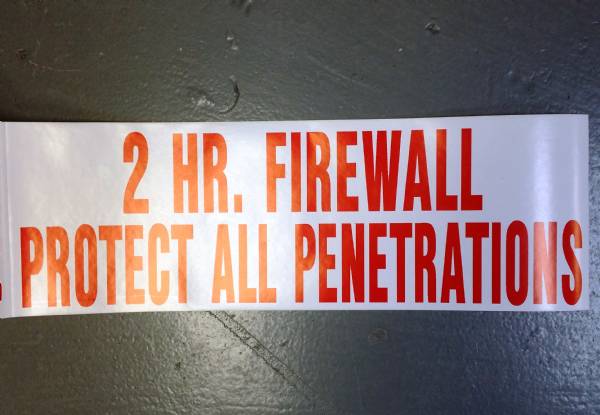 2 HR. FIREWALL
PROTECT ALL PENETRATIONS